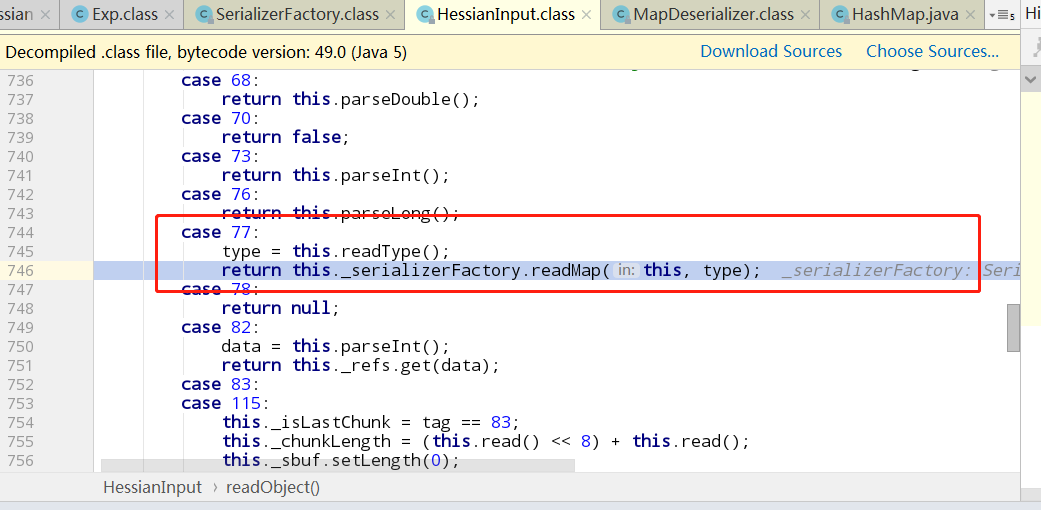 ssian Exp.class SerializerFactory.class HessianInput.class MapDeserializer.class HashMap.java 5 Hi
Decompiled .class file, bytecode version: 49.0 (Java 5) Download Sources Choose Sources...
736 case 68:
737 return this.parseDouble();
738 case 70:
739 return false;
740 case 73:
741 return this.parseInt();
742 case 76:
743 return this.parseLong();
744 case 77:
745 type = this.readType();
746 return this._serializerFactory.readMap( in: this, type); _serializerFactory: Seri
747 case 78:
748 return null;
749 case 82:
750 data = this.parseInt();
751 return this._refs.get(data);
752 case 83:
753 case 115:
754 this._isLastChunk = tag == 83;
755 this._chunkLength = (this.read() << 8) + this.read();
756 this._sbuf.setLength(0);
HessianInput › readObject()